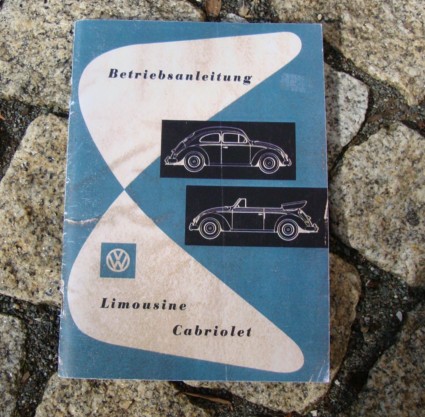 Betriebsanleitung
VW
Limousine
Cabriolet